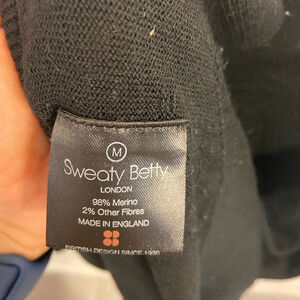 M
Sweaty Betty
LONDON
98% Merino
2% Other Fibres
MADE IN ENGLAND
BRITISH DESIGN SINCE 1998